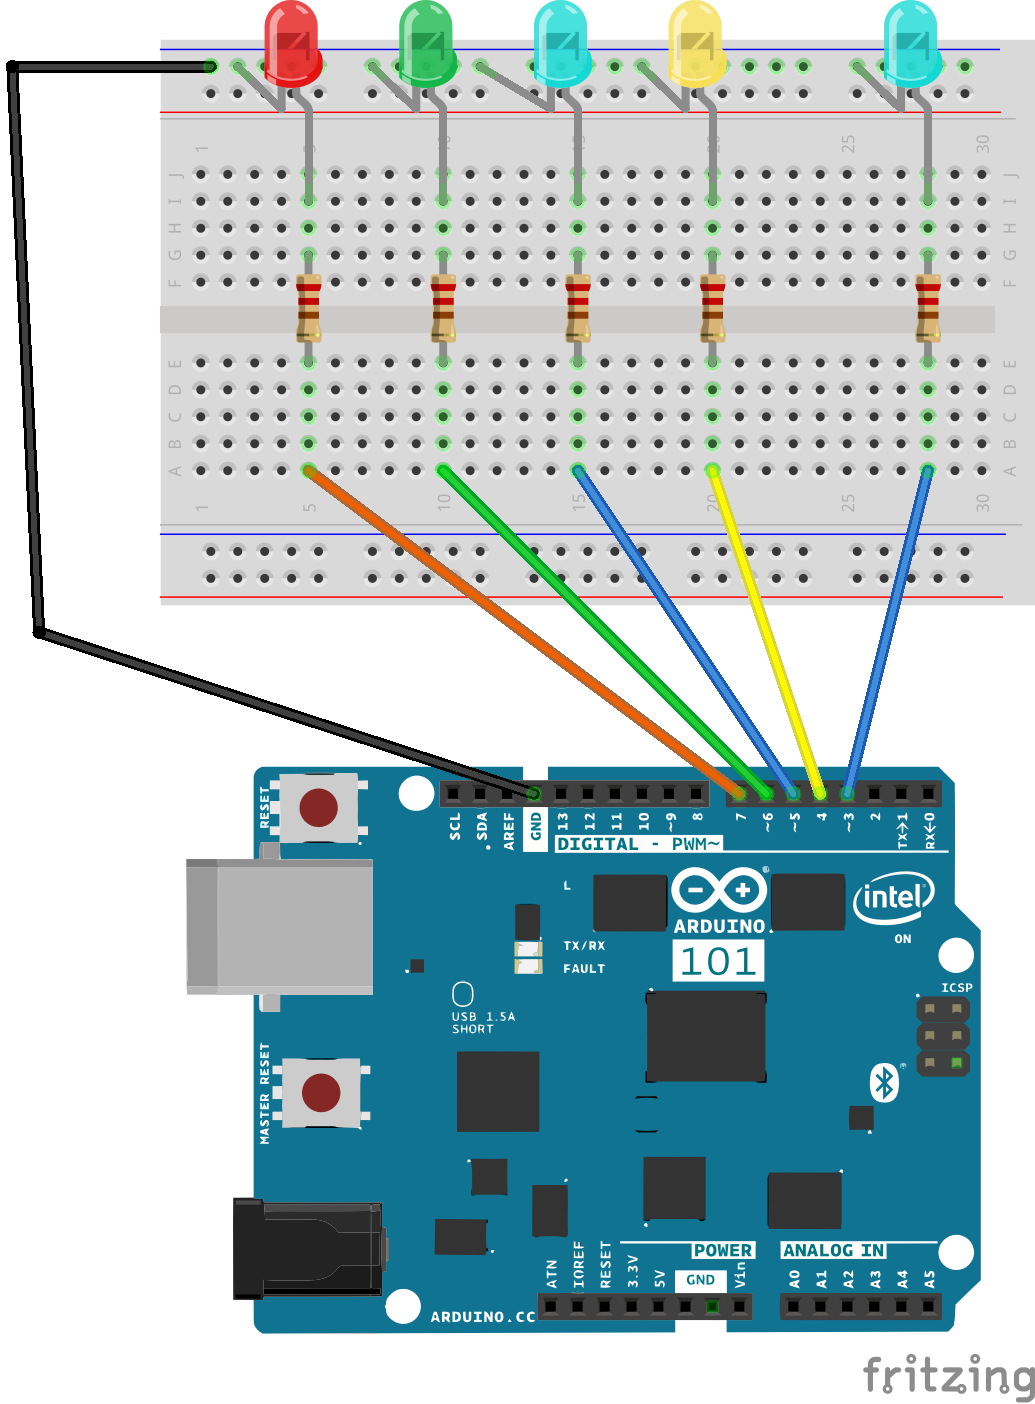 1 5 10 15 20 25 30
J J
I I
H H
G G
F F
E E
D D
C C
B B
A A
1 5 10 15 20 25 30
RESET
SCL SDA AREF GND 13 12 11 10 ~9 8 7 ~6 ~5 4 ~3 2 TX→1 RX←0
DIGITAL - PWM~
L
ARDUINO
intel
TX/RX
ON
FAULT
101
ICSP
USB 1.5A
SHORT
MASTER RESET
POWER ANALOG IN
ATN IOREF RESET 3.3V 5V GND Vin A0 A1 A2 A3 A4 A5
ARDUINO.CC
fritzing